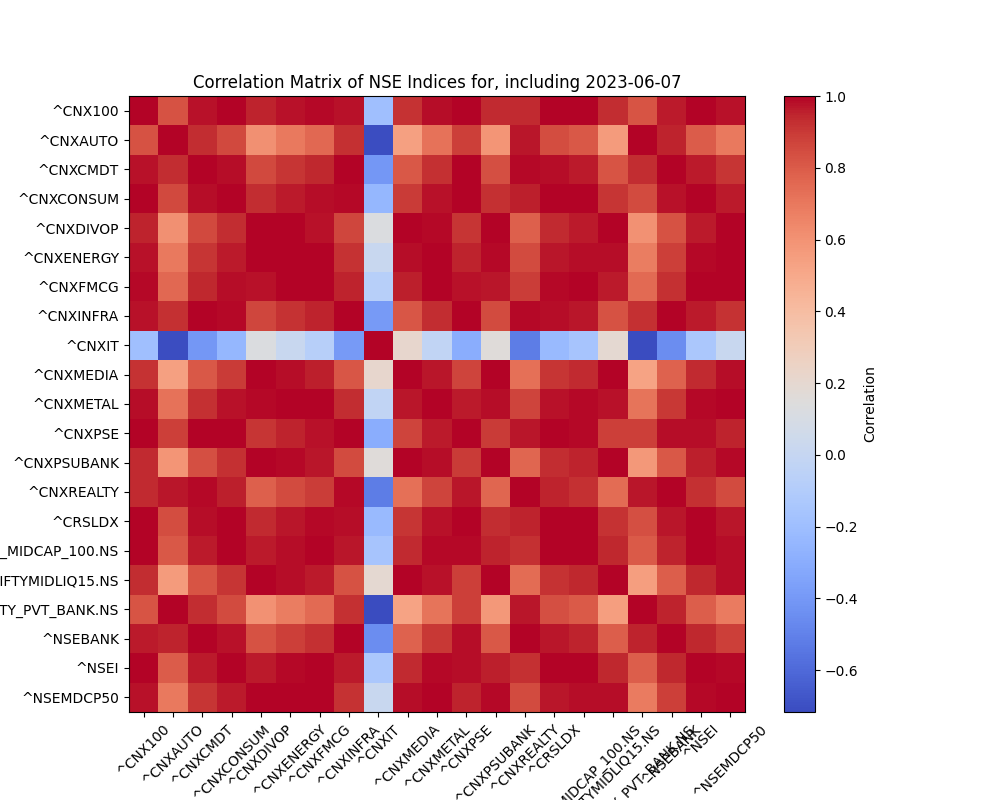 Correlation Matrix of NSE Indices for, including 2023-06-07
^CNX100
^CNXAUTO
^CNXCMDT
^CNXCONSUM
^CNXDIVOP
^CNXENERGY
^CNXFMCG
^CNXINFRA
^CNXIT
^CNXMEDIA
^CNXMETAL
^CNXPSE
^CNXPSUBANK
^CNXREALTY
^CRSLDX
_MIDCAP_100.NS
IFTYMIDLIQ15.NS
TY_PVT_BANK.NS
^NSEBANK
^NSEI
^NSEMDCP50
^CNX100
^CNXAUTO
^CNXCMDT
^CNXCONSUM
^CNXDIVOP
^CNXENERGY
^CNXFMCG
^CNXINFRA
^CNXIT
^CNXMEDIA
^CNXMETAL
^CNXPSE
^CNXPSUBANK
^CNXREALTY
^CRSLDX
MIDCAP_100.NS
TYMIDLIQ15.NS
PVT_BANK.NS
^NSEBANK
^NSEI
^NSEMDCP50
1.0
0.8
0.6
0.4
0.2
0.0
−0.2
−0.4
−0.6
Correlation